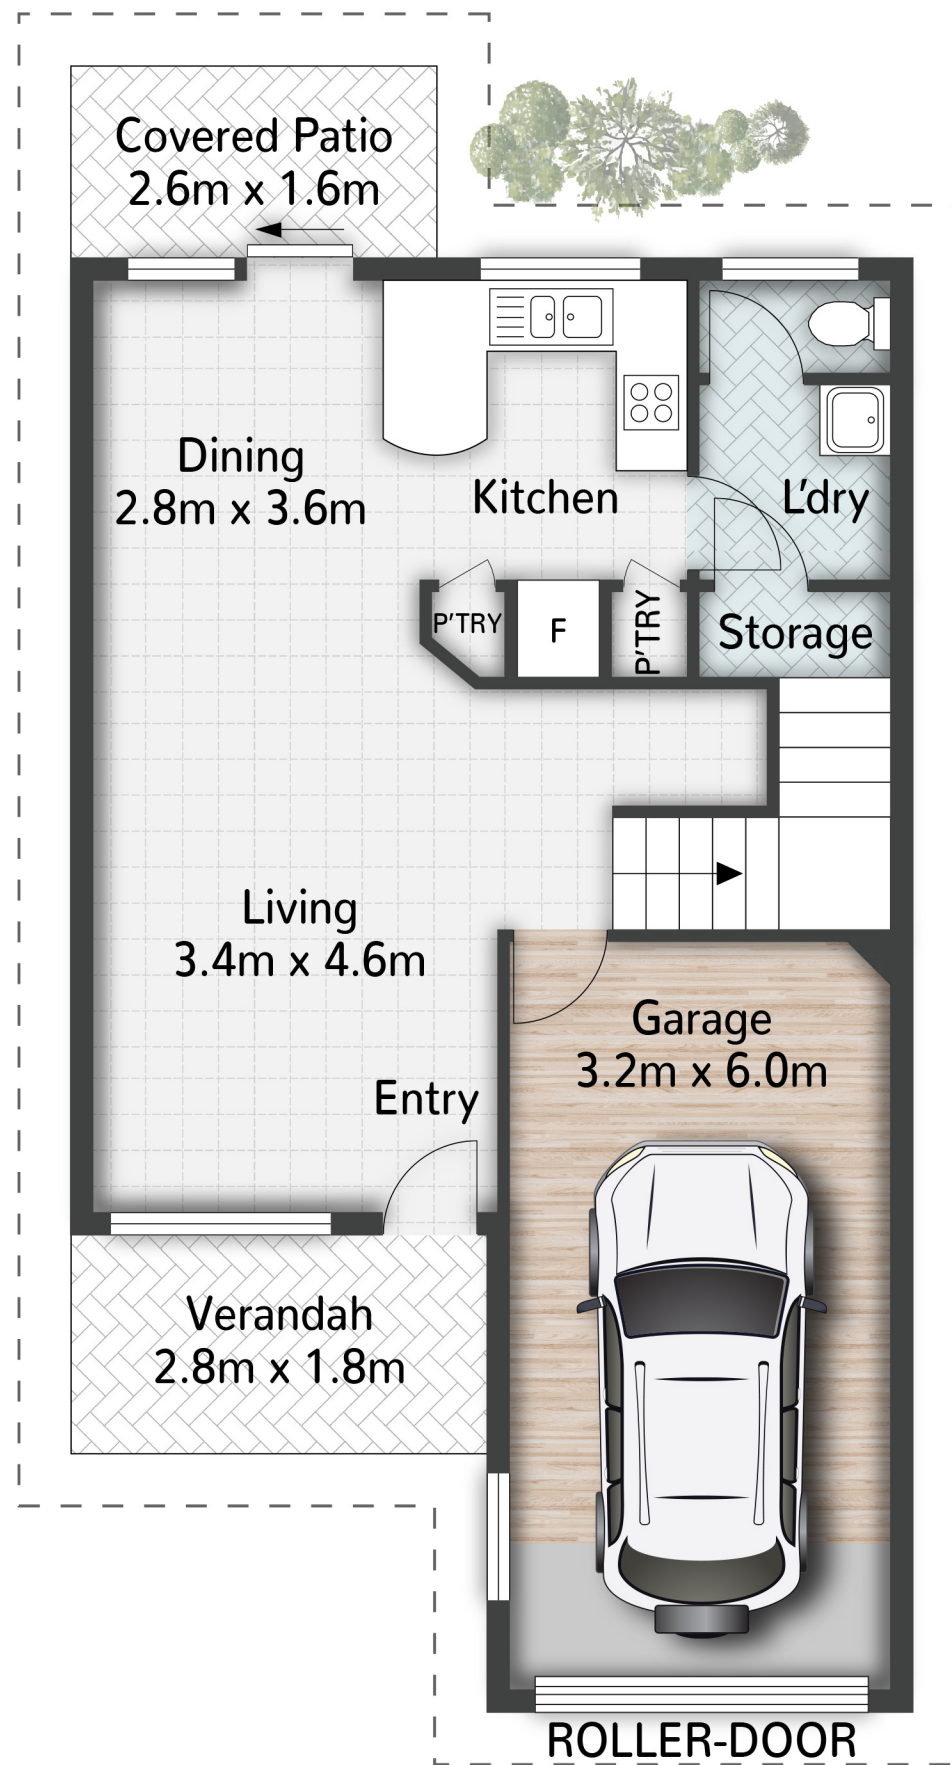 Covered Patio
2.6m x 1.6m
Dining
2.8m x 3.6m
Kitchen
L'dry
P'TRY
F
P'TRY
Storage
Living
3.4m x 4.6m
Garage
3.2m x 6.0m
Entry
Verandah
2.8m x 1.8m
ROLLER-DOOR